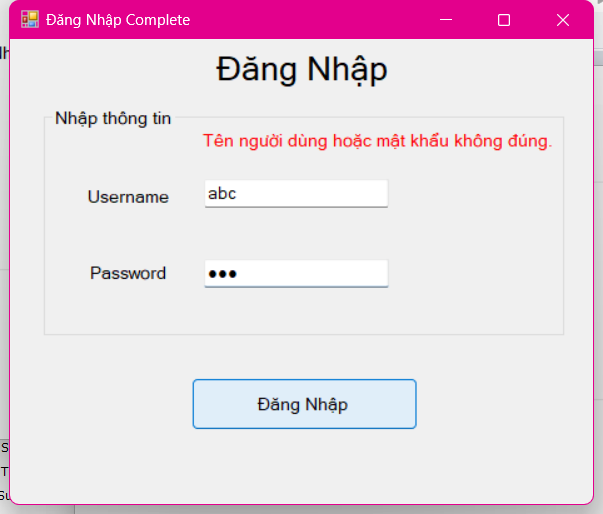 Đăng Nhập Complete
Đăng Nhập
Nhập thông tin
Tên người dùng hoặc mật khẩu không đúng.
Username
abc
Password
Đăng Nhập